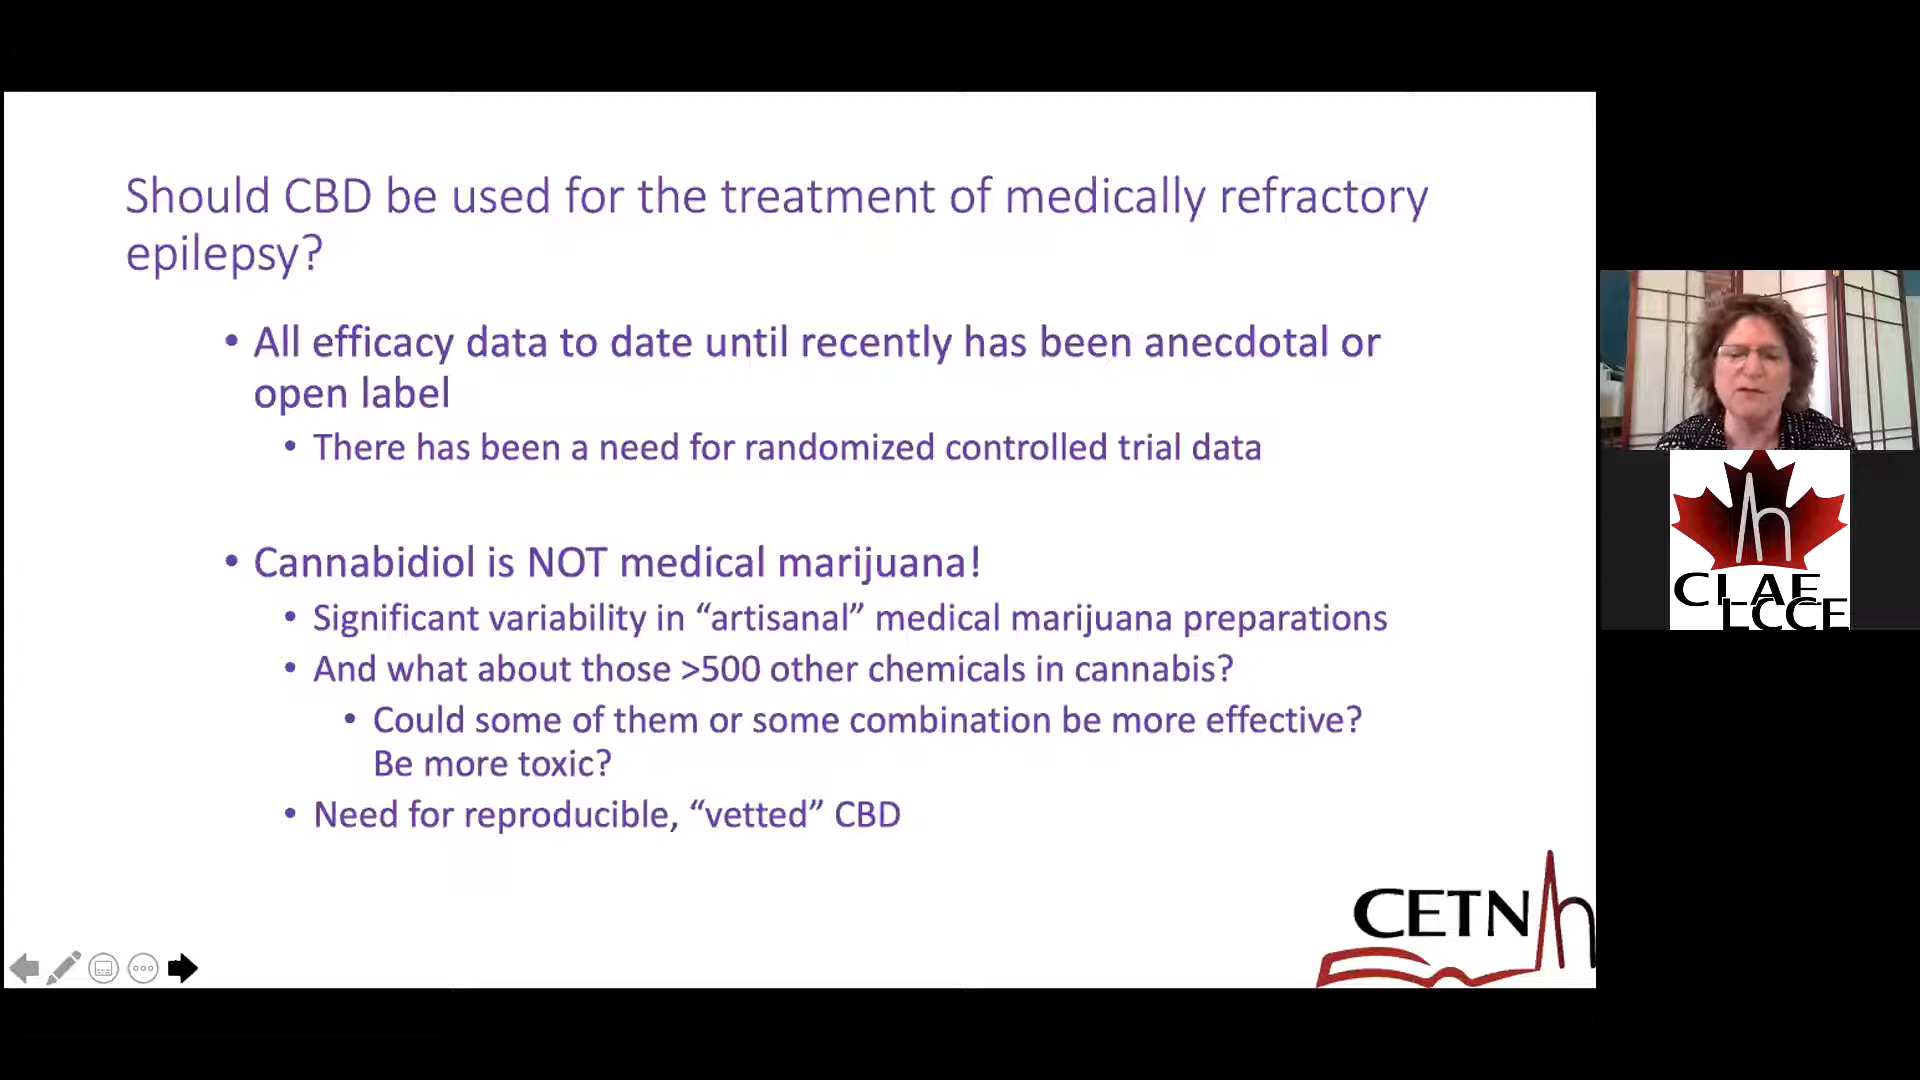 Should CBD be used for the treatment of medically refractory
epilepsy?
• All efficacy data to date until recently has been anecdotal or
open label
• There has been a need for randomized controlled trial data
• Cannabidiol is NOT medical marijuana!
• Significant variability in “artisanal” medical marijuana preparations
• And what about those >500 other chemicals in cannabis?
• Could some of them or some combination be more effective?
Be more toxic?
• Need for reproducible, “vetted” CBD
CETN
CLAE
LCCE